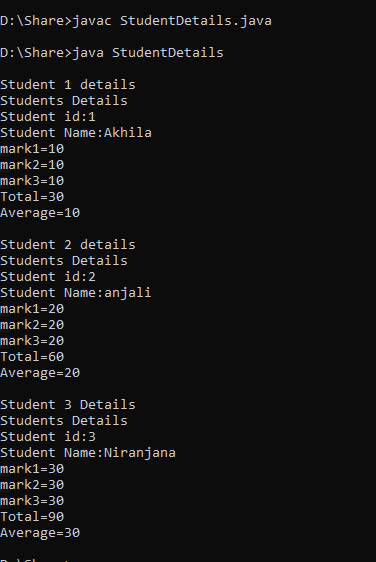 D:\Share>javac StudentDetails.java
D:\Share>java StudentDetails
Student 1 details
Students Details
Student id:1
Student Name:Akhila
mark1=10
mark2=10
mark3=10
Total=30
Average=10
Student 2 details
Students Details
Student id:2
Student Name:anjali
mark1=20
mark2=20
mark3=20
Total=60
Average=20
Student 3 Details
Students Details
Student id:3
Student Name:Niranjana
mark1=30
mark2=30
mark3=30
Total=90
Average=30